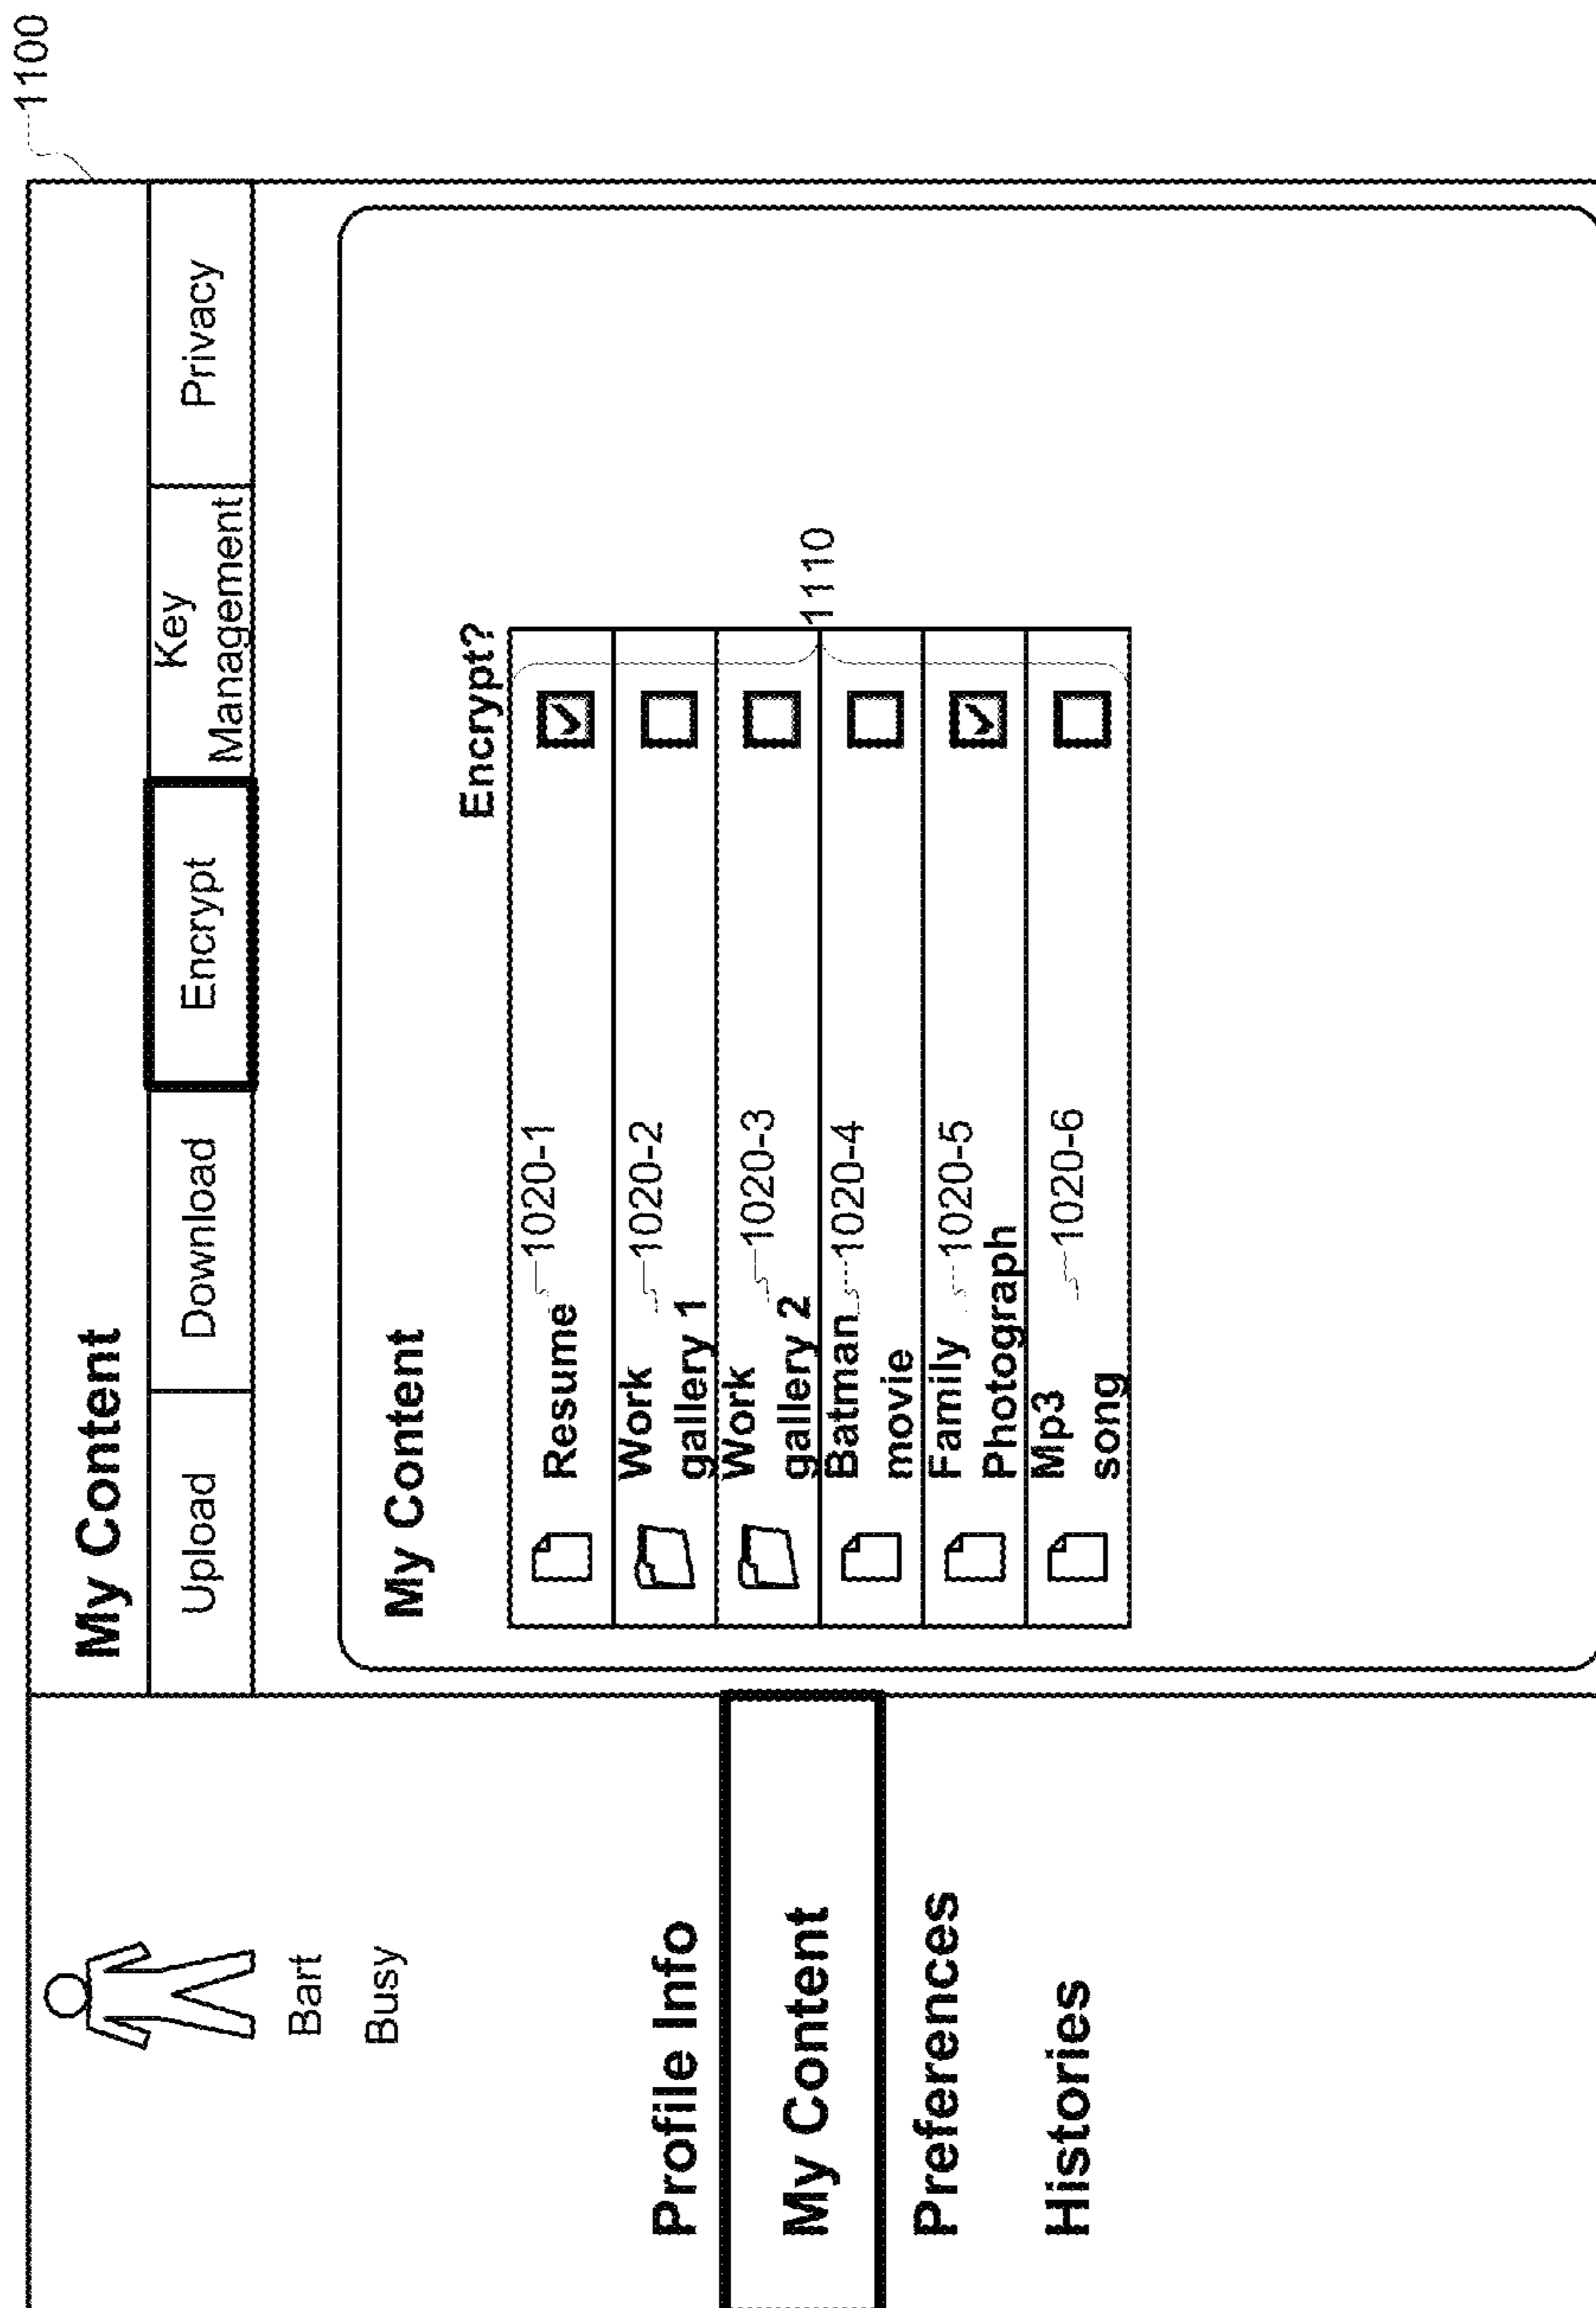 1100
My Content
Upload
Download
Encrypt
Key
Management
Privacy
Bart
Busy
Profile Info
My Content
Preferences
Histories
My Content
Encrypt?
Resume 1020-1
Work 1020-2
gallery 1
Work 1020-3
gallery 2
Batman 1020-4
movie
Family 1020-5
Photograph
Mp3 1020-6
song
1110